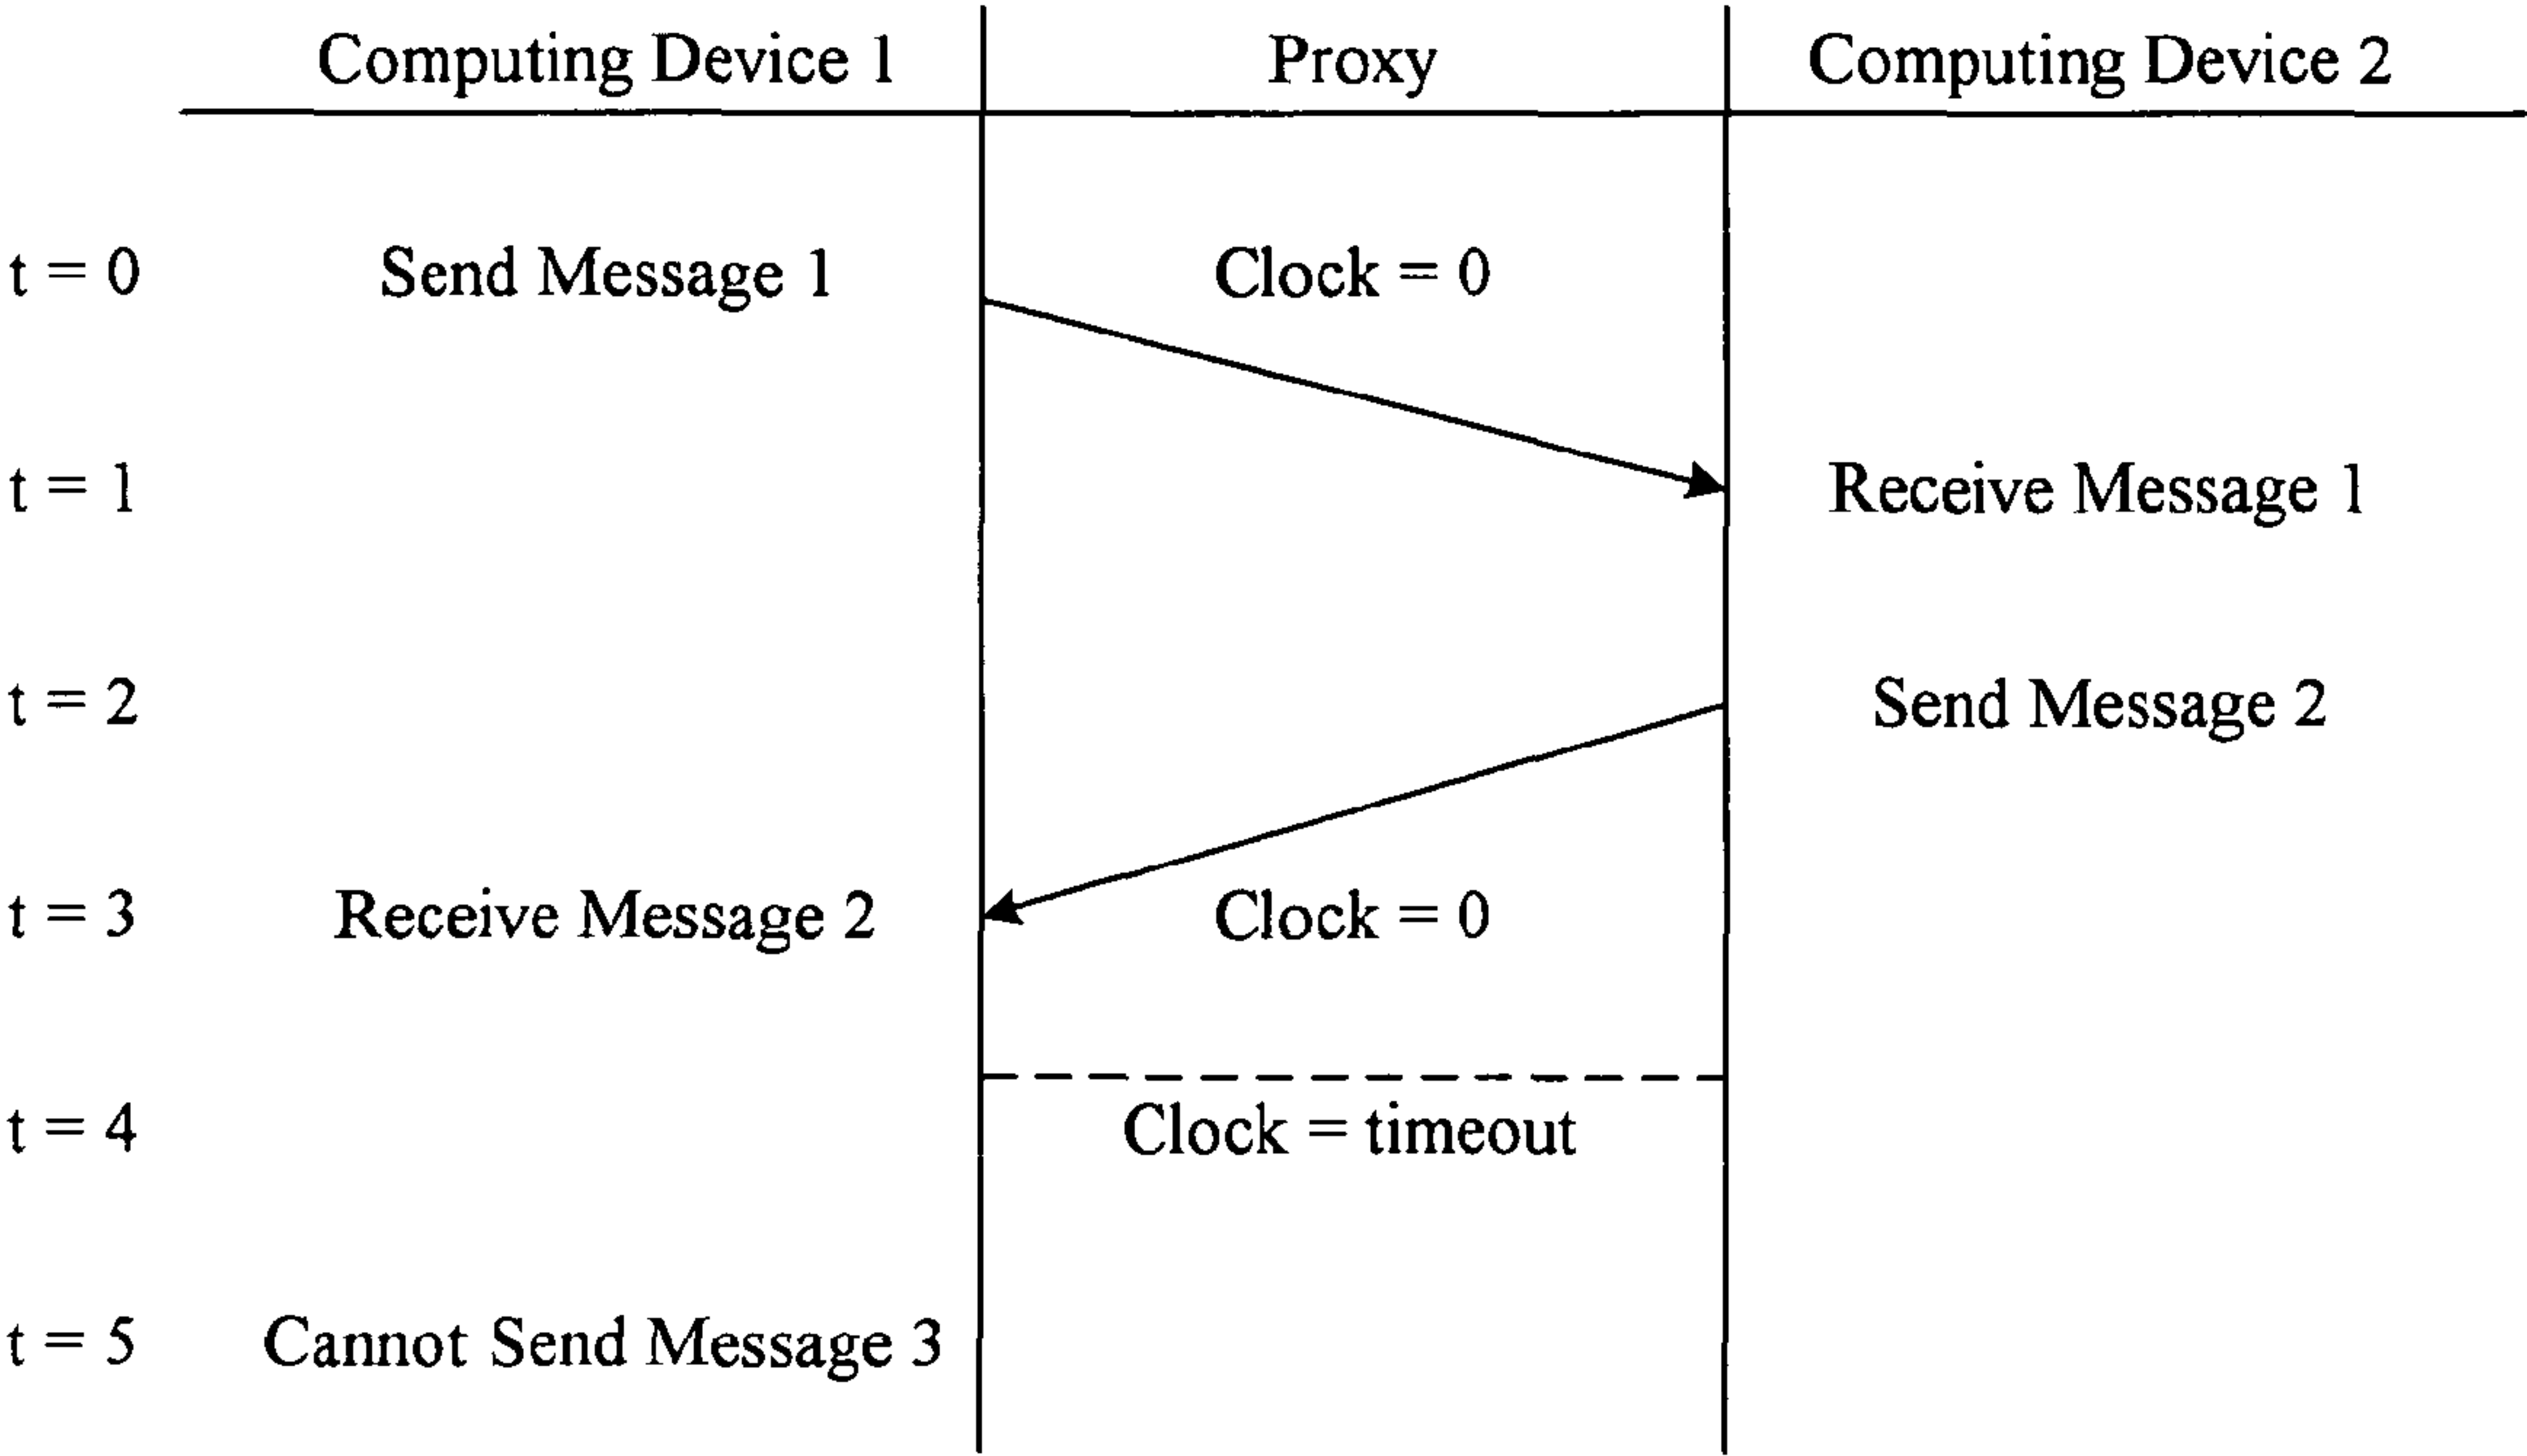 Computing Device 1 Proxy Computing Device 2
t = 0 Send Message 1 Clock = 0
t = 1 Receive Message 1
t = 2 Send Message 2
t = 3 Receive Message 2 Clock = 0
t = 4 Clock = timeout
t = 5 Cannot Send Message 3